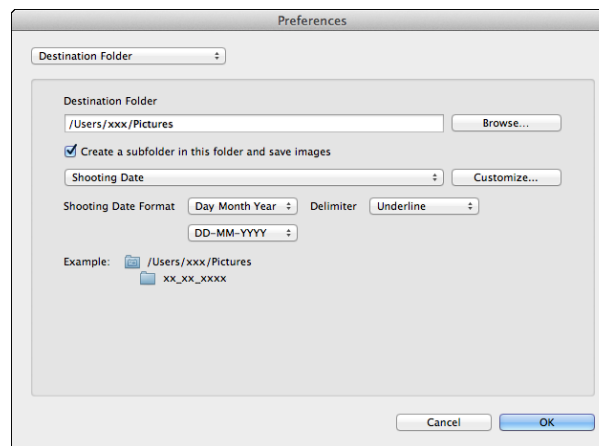 Preferences
Destination Folder
Destination Folder
/Users/xxx/Pictures
Browse...
Create a subfolder in this folder and save images
Shooting Date
Customize...
Shooting Date Format
Day Month Year
Delimiter
Underline
DD-MM-YYYY
Example:
/Users/xxx/Pictures
xx_xx_xxxx
Cancel
OK